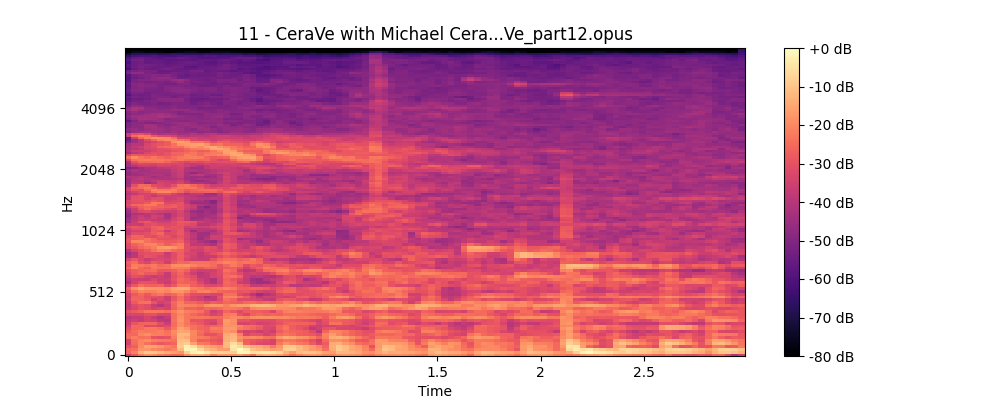 11 - CeraVe with Michael Cera...Ve_part12.opus
Hz
4096
2048
1024
512
0
0
0.5
1
1.5
2
2.5
Time
+0 dB
-10 dB
-20 dB
-30 dB
-40 dB
-50 dB
-60 dB
-70 dB
-80 dB